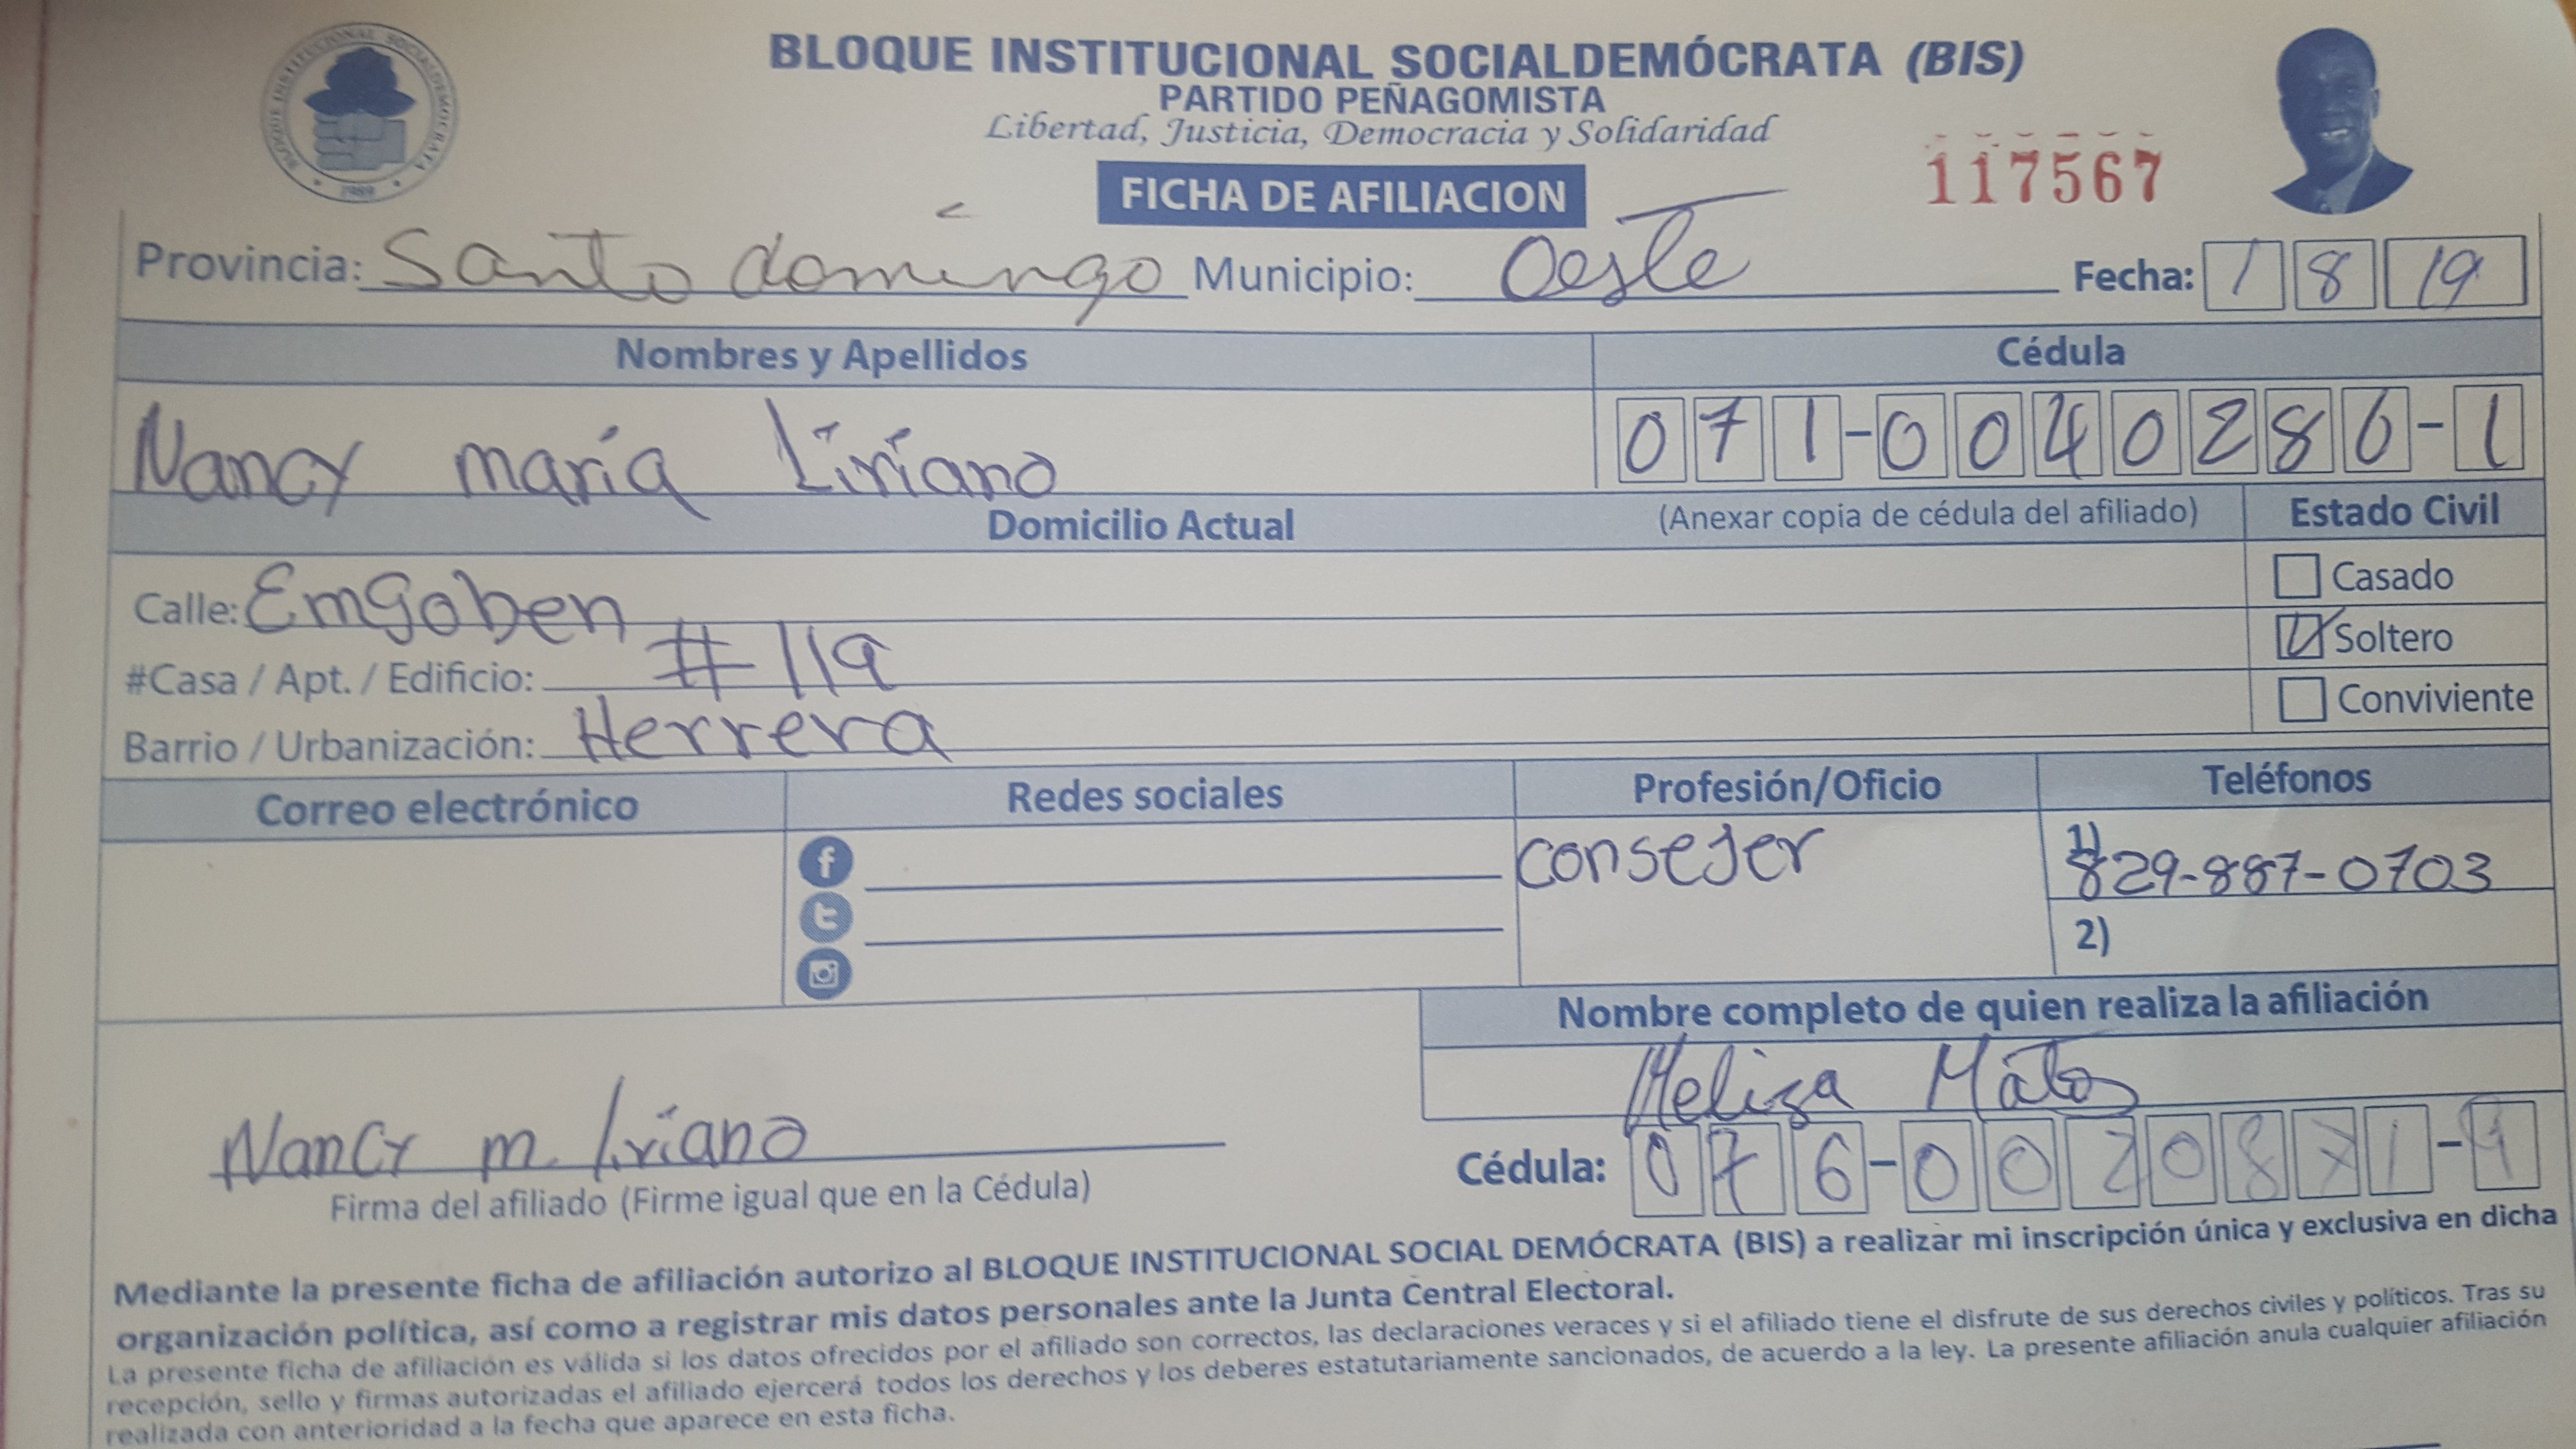 BLOQUE INSTITUCIONAL SOCIALDEMOCRATA
1989
BLOQUE INSTITUCIONAL SOCIALDEMÓCRATA (BIS)
PARTIDO PEÑAGOMISTA
Libertad, Justicia, Democracia y Solidaridad
FICHA DE AFILIACION
117567
Provincia: Santo domingo Municipio: Oeste Fecha: 1 8 19
Nombres y Apellidos Cédula
Nancy maria Liriano 071-0040286-1
Domicilio Actual (Anexar copia de cédula del afiliado) Estado Civil
Calle: Emgoben Casado
#Casa / Apt. / Edificio: #119 Soltero
Barrio / Urbanización: Herrera Conviviente
Correo electrónico Redes sociales Profesión/Oficio Teléfonos
conseJer 1) 829-887-0703
2)
Nombre completo de quien realiza la afiliación
Meliza Matos
Nancy m. liriano
Cédula: 076-0020871-9
Firma del afiliado (Firme igual que en la Cédula)
Mediante la presente ficha de afiliación autorizo al BLOQUE INSTITUCIONAL SOCIAL DEMÓCRATA (BIS) a realizar mi inscripción única y exclusiva en dicha
organización política, así como a registrar mis datos personales ante la Junta Central Electoral.
La presente ficha de afiliación es válida si los datos ofrecidos por el afiliado son correctos, las declaraciones veraces y si el afiliado tiene el disfrute de sus derechos civiles y políticos. Tras su
recepción, sello y firmas autorizadas el afiliado ejercerá todos los derechos y los deberes estatutariamente sancionados, de acuerdo a la ley. La presente afiliación anula cualquier afiliación
realizada con anterioridad a la fecha que aparece en esta ficha.